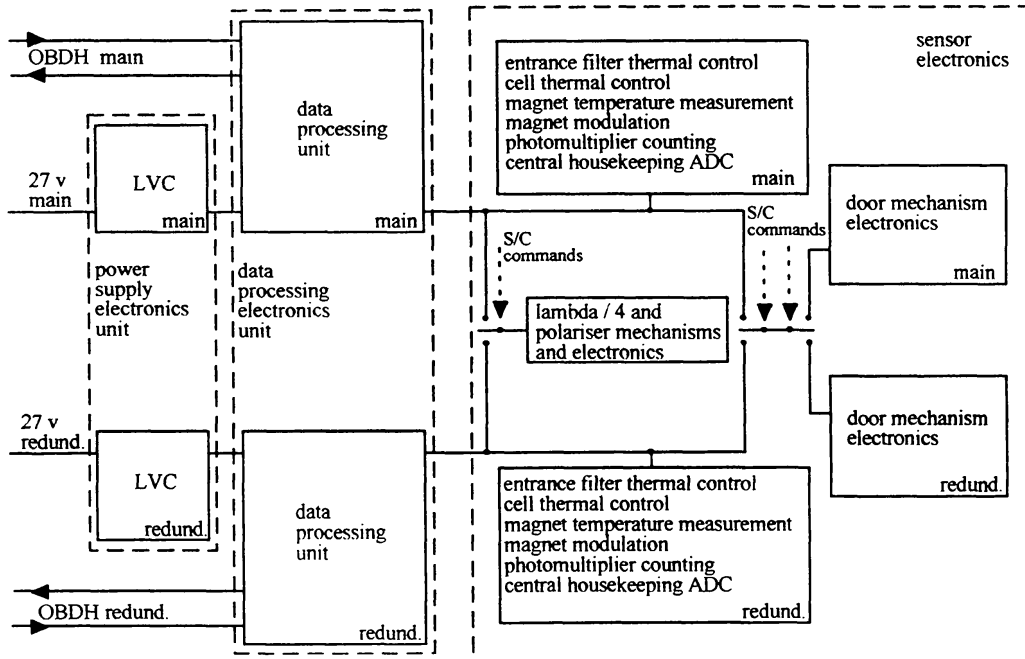 OBDH main
data
processing
unit
main
27 v
main
LVC
main
power
supply
electronics
unit
data
processing
electronics
unit
27 v
redund.
LVC
redund.
data
processing
unit
redund.
OBDH redund.
sensor
electronics
entrance filter thermal control
cell thermal control
magnet temperature measurement
magnet modulation
photomultiplier counting
central housekeeping ADC
main
S/C
commands
lambda / 4 and
polariser mechanisms
and electronics
S/C
commands
door mechanism
electronics
main
door mechanism
electronics
redund.
entrance filter thermal control
cell thermal control
magnet temperature measurement
magnet modulation
photomultiplier counting
central housekeeping ADC
redund.